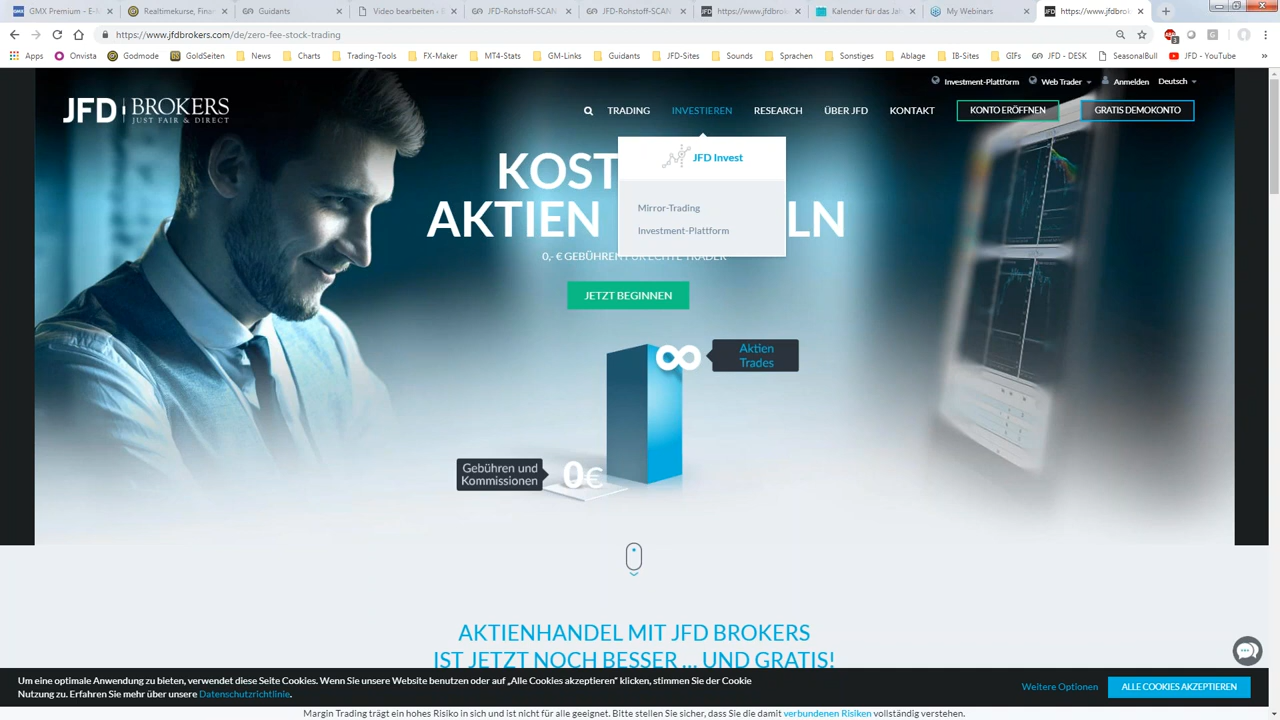 GMX Premium - E-M
Realtimekurse, Finan
Guidants
Video bearbeiten -
JFD-Rohstoff-SCAN
JFD-Rohstoff-SCAN
https://www.jfdbrok
Kalender für das Jah
My Webinars
https://www.jfdbrok
https://www.jfdbrokers.com/de/zero-fee-stock-trading
Apps
Onvista
Godmode
GoldSeiten
News
Charts
Trading-Tools
FX-Maker
MT4-Stats
GM-Links
Guidants
JFD-Sites
Sounds
Sprachen
Sonstiges
Ablage
IB-Sites
GIFs
JFD - DESK
SeasonalBull
JFD - YouTube
»
Investment-Plattform
Web Trader
Anmelden
Deutsch
JFD BROKERS
JUST FAIR & DIRECT
TRADING
INVESTIEREN
RESEARCH
ÜBER JFD
KONTAKT
KONTO ERÖFFNEN
GRATIS DEMOKONTO
JFD Invest
Mirror-Trading
Investment-Plattform
KOST
AKTIEN LN
0,- € GEBÜHREN FÜR ECHTE TRADER
JETZT BEGINNEN
Aktien
Trades
Gebühren und
Kommissionen
0€
AKTIENHANDEL MIT JFD BROKERS
IST JETZT NOCH BESSER ... UND GRATIS!
Um eine optimale Anwendung zu bieten, verwendet diese Seite Cookies. Wenn Sie unsere Website benutzen oder auf „Alle Cookies akzeptieren" klicken, stimmen Sie der Cookie
Nutzung zu. Erfahren Sie mehr über unsere Datenschutzrichtlinie.
Weitere Optionen
ALLE COOKIES AKZEPTIEREN
Margin Trading trägt ein hohes Risiko in sich und ist nicht für alle geeignet. Bitte stellen Sie sicher, dass Sie die damit verbundenen Risiken vollständig verstehen.